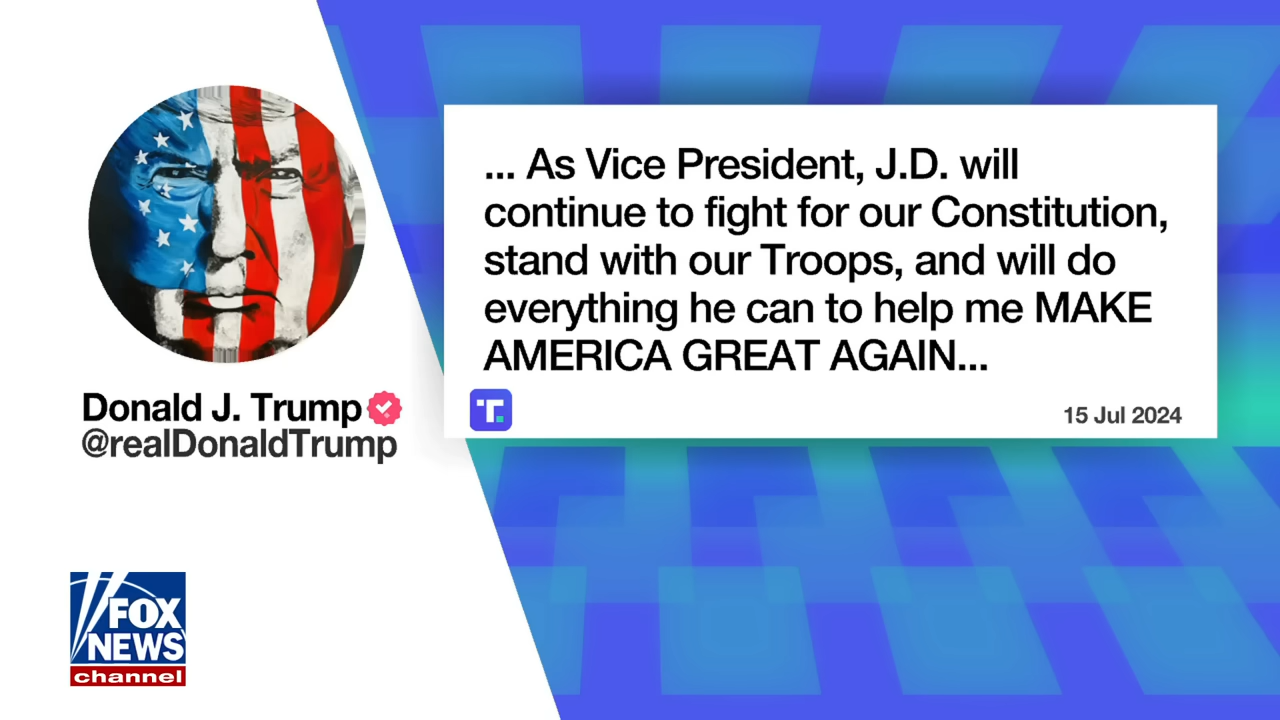 ... As Vice President, J.D. will
continue to fight for our Constitution,
stand with our Troops, and will do
everything he can to help me MAKE
AMERICA GREAT AGAIN...
T.
15 Jul 2024
Donald J. Trump
@realDonaldTrump
FOX
NEWS
channel